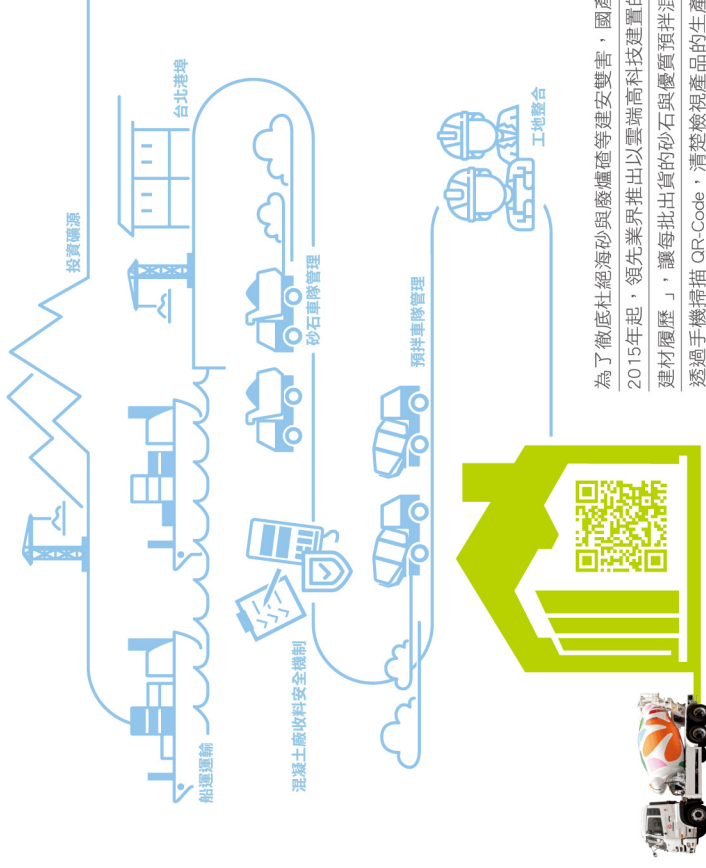 投資礦源
台北港埠
船運運輸
砂石車隊管理
混凝土廠收料安全機制
預拌車隊管理
工地整合
為了徹底杜絕海砂與廢爐碴等建安雙害，國產
2015年起，領先業界推出以雲端高科技建置的
建材履歷」，讓每批出貨的砂石與優質預拌混
透過手機掃描 QR-Code，清楚檢視產品的生產